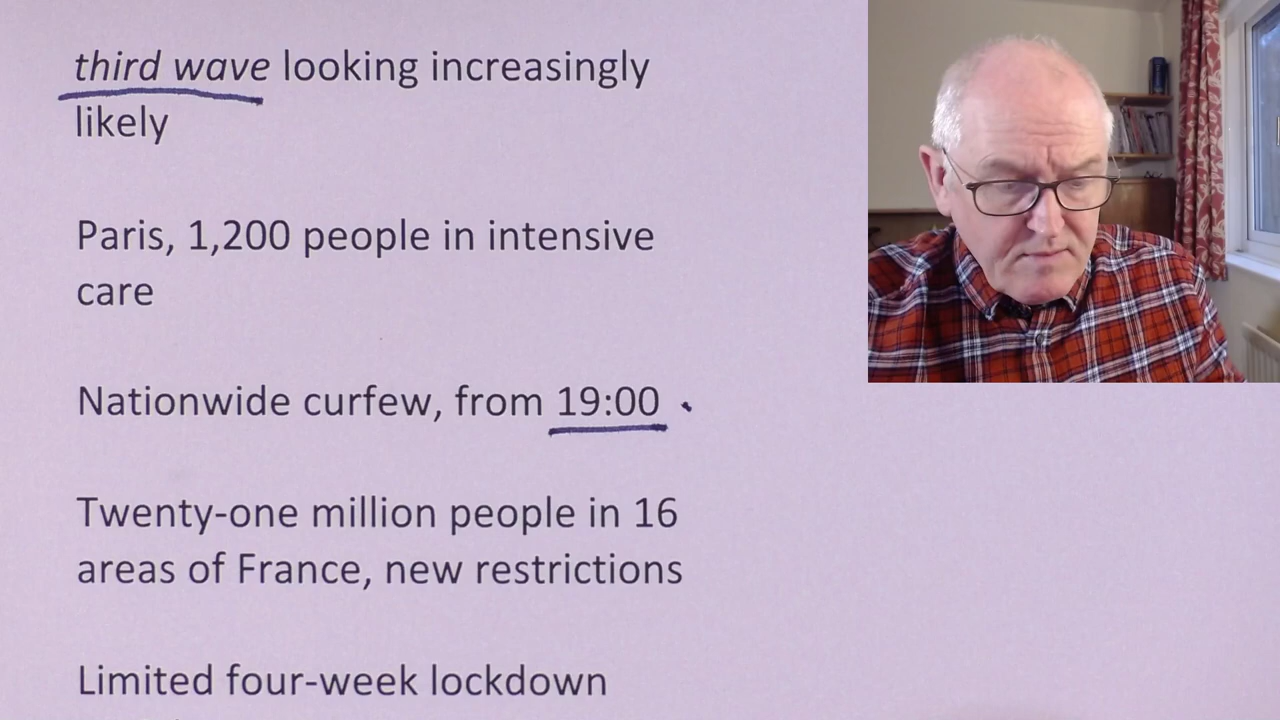 third wave looking increasingly
likely
Paris, 1,200 people in intensive
care
Nationwide curfew, from 19:00
Twenty-one million people in 16
areas of France, new restrictions
Limited four-week lockdown